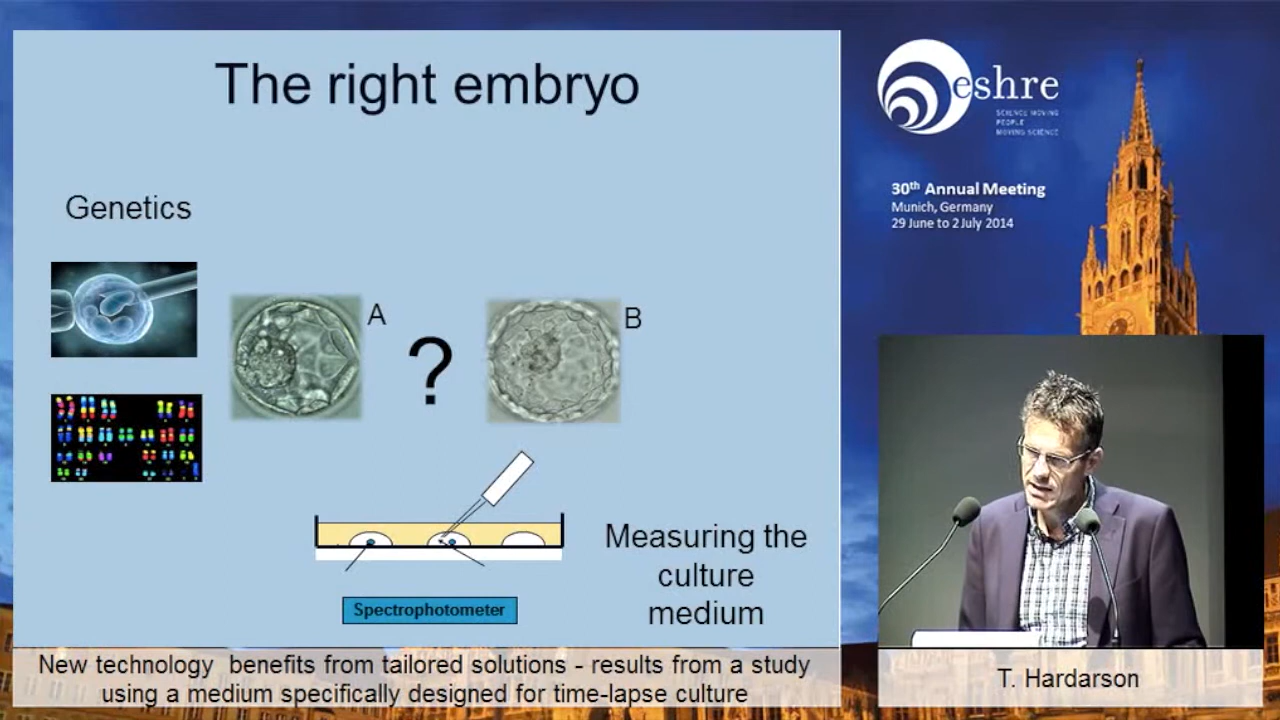 The right embryo
Genetics
A
?
B
Measuring the
culture
medium
Spectrophotometer
New technology benefits from tailored solutions - results from a study
using a medium specifically designed for time-lapse culture
eshre
SCIENCE MOVING
PEOPLE
MOVING SCIENCE
30th Annual Meeting
Munich, Germany
29 June to 2 July 2014
T. Hardarson